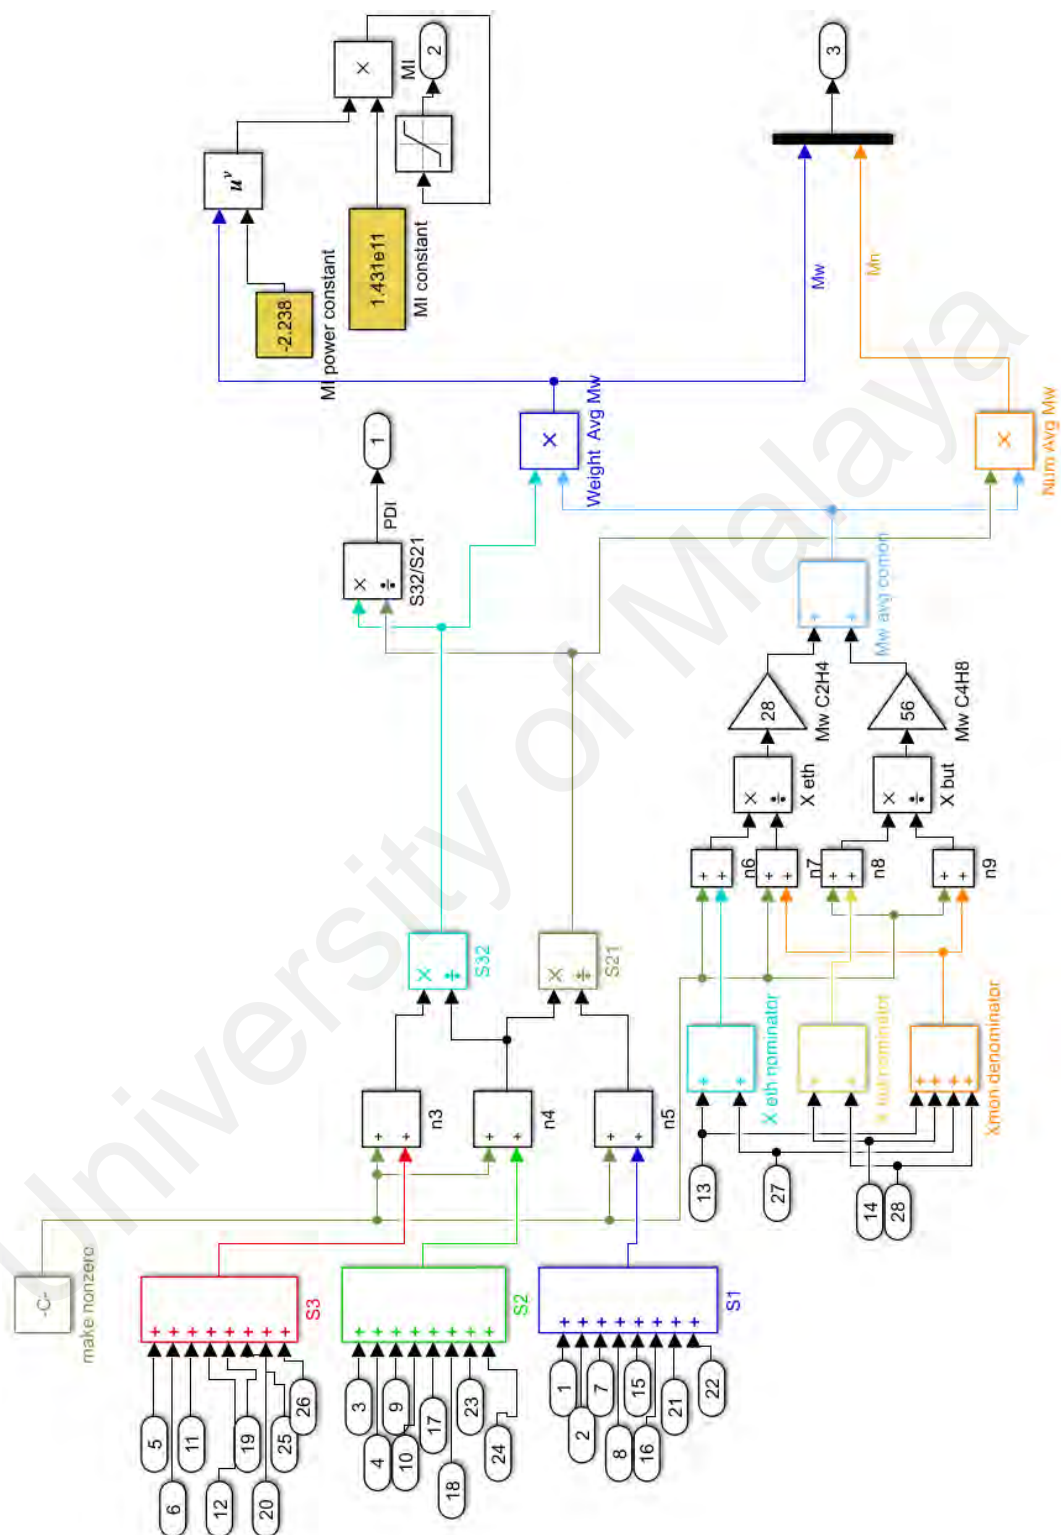 make nonzero
-C-
5
6
11
12
19
20
25
26
+
+
+
+
+
+
+
+
S3
3
4
9
10
17
18
23
24
+
+
+
+
+
+
+
+
S2
1
2
7
8
15
16
21
22
+
+
+
+
+
+
+
+
S1
+
+
n3
+
+
n4
+
+
n5
×
÷
S32
×
÷
S21
×
÷
S32/S21
PDI
1
13
27
14
28
+
+
X eth nominator
+
+
X but nominator
+
+
+
+
Xmon denominator
+
+
n6
+
+
n7
+
+
n8
+
+
n9
×
÷
X eth
×
÷
X but
28
Mw C2H4
56
Mw C4H8
+
+
Mw avg comon
×
Weight Avg Mw
×
Num Avg Mw
-2.238
MI power constant
u^v
1.431e11
MI constant
×
MI
2
Mw
Mn
3
University of Malaya